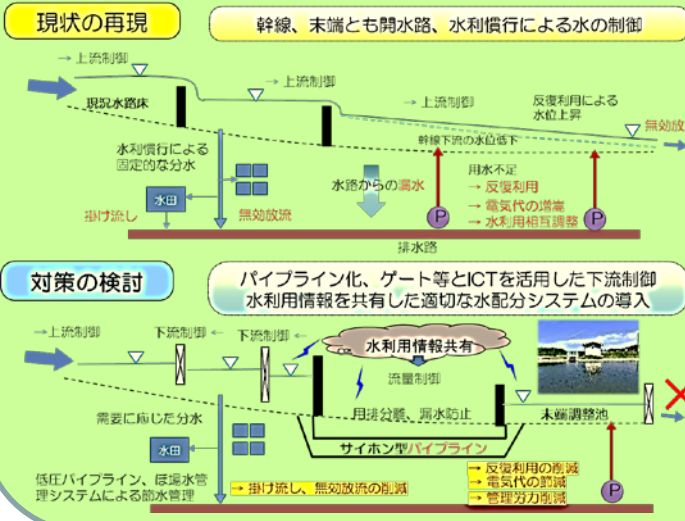 現状の再現
幹線、末端とも開水路、水利慣行による水の制御
→上流制御
→上流制御
→上流制御
反復利用による
水位上昇
現況水路床
無効放
幹線下流の水位低下
水利慣行による
固定的な分水
水田
掛け流し
無効放流
水路からの漏水
用水不足
→ 反復利用
→ 電気代の増嵩
→ 水利用相互調整
P
P
排水路
対策の検討
パイプライン化、ゲート等とICTを活用した下流制御
水利用情報を共有した適切な水配分システムの導入
→上流制御
下流制御 ←
下流制御 ←
水利用情報共有
流量制御
需要に応じた分水
用排分離、漏水防止
末端調整池
水田
サイホン型パイプライン
低圧パイプライン、ほ場水管
理システムによる節水管理
→ 掛け流し、無効放流の削減
→ 反復利用の削減
→ 電気代の節減
→ 管理労力削減
P